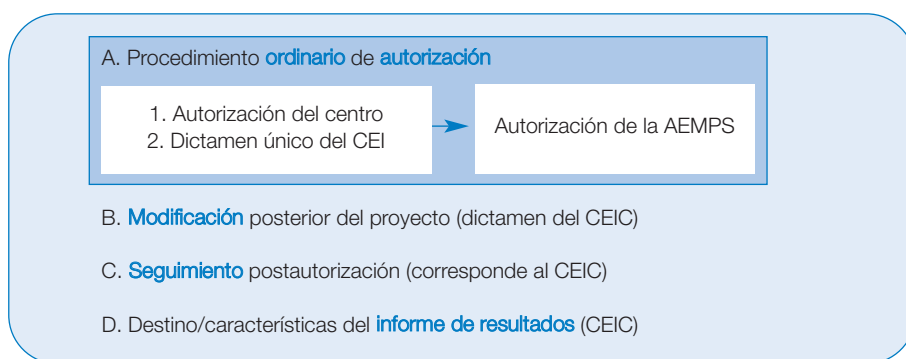 A. Procedimiento ordinario de autorización
1. Autorización del centro
2. Dictamen único del CEI
Autorización de la AEMPS
B. Modificación posterior del proyecto (dictamen del CEIC)
C. Seguimiento postautorización (corresponde al CEIC)
D. Destino/características del informe de resultados (CEIC)